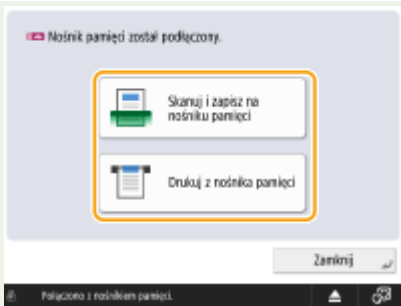 Nośnik pamięci został podłączony.
Skanuj i zapisz na
nośniku pamięci
Drukuj z nośnika pamięci
Zamknij
Połączono z nośnikiem pamięci.